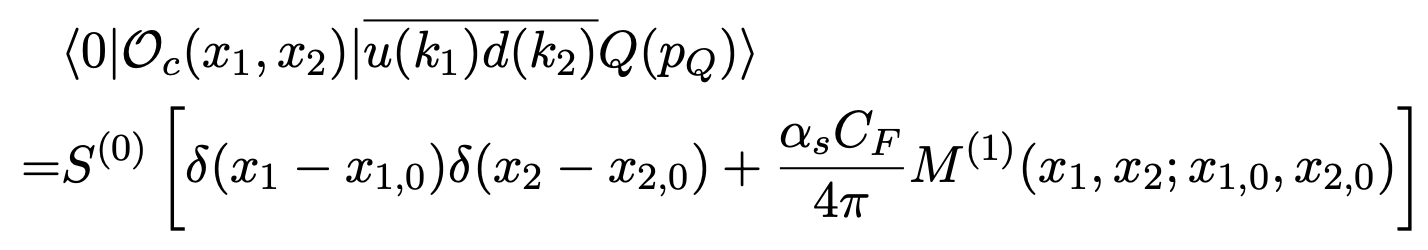 ⟨0|𝒪_c(x_1, x_2)|\overline{u(k_1)d(k_2)}Q(p_Q)⟩
=S^{(0)} [δ(x_1 − x_{1,0})δ(x_2 − x_{2,0}) + \frac{α_s C_F}{4π} M^{(1)}(x_1, x_2; x_{1,0}, x_{2,0})]